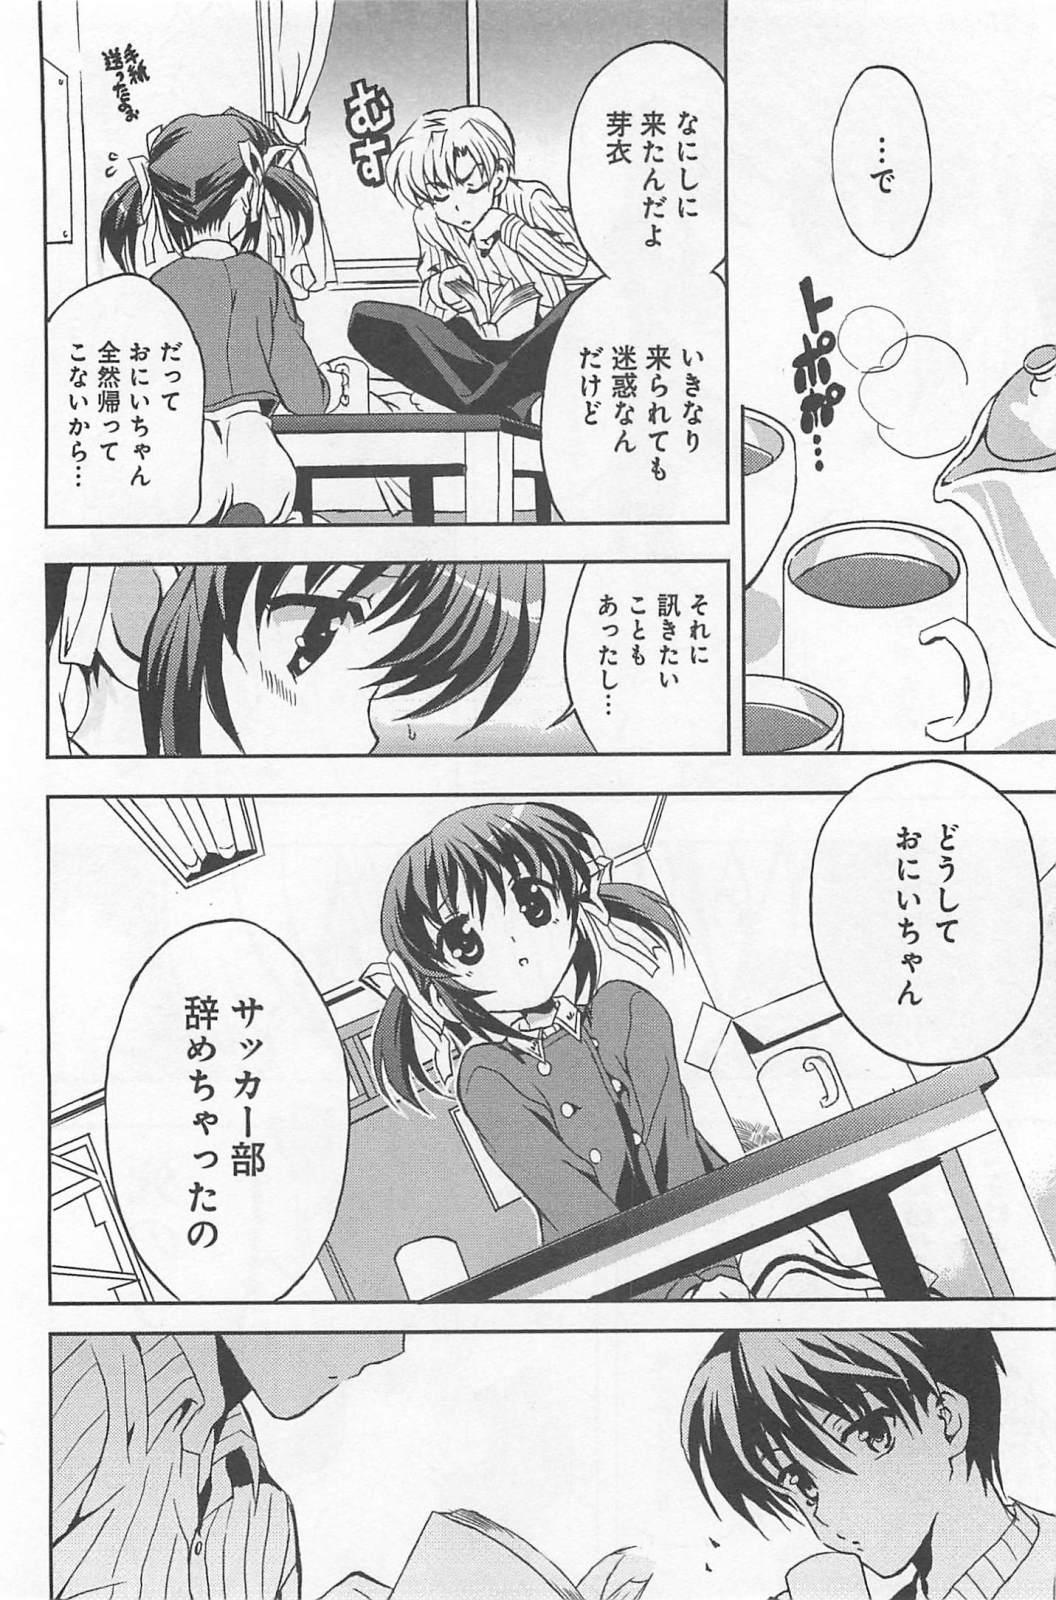 …で
トポポ…
なにしに
来たんだよ
芽衣
いきなり
来られても
迷惑なん
だけど
むす
手紙
送ったよぉ
だって
おにいちゃん
全然帰って
こないから…
それに
訊きたい
ことも
あったし…
どうして
おにいちゃん
サッカー部
辞めちゃったの